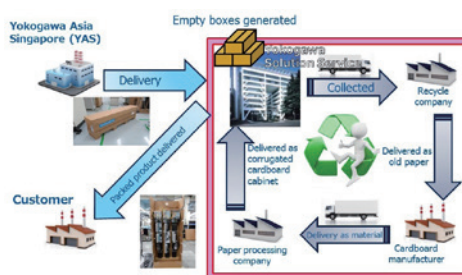 Empty boxes generated
Yokogawa Asia
Singapore (YAS)
Delivery
Yokogawa
Solution Service
Collected
Recycle
company
Delivered as
corrugated
cardboard
cabinet
Delivered as
old paper
Packed product delivered
Customer
Paper processing
company
Delivery as material
Cardboard
manufacturer